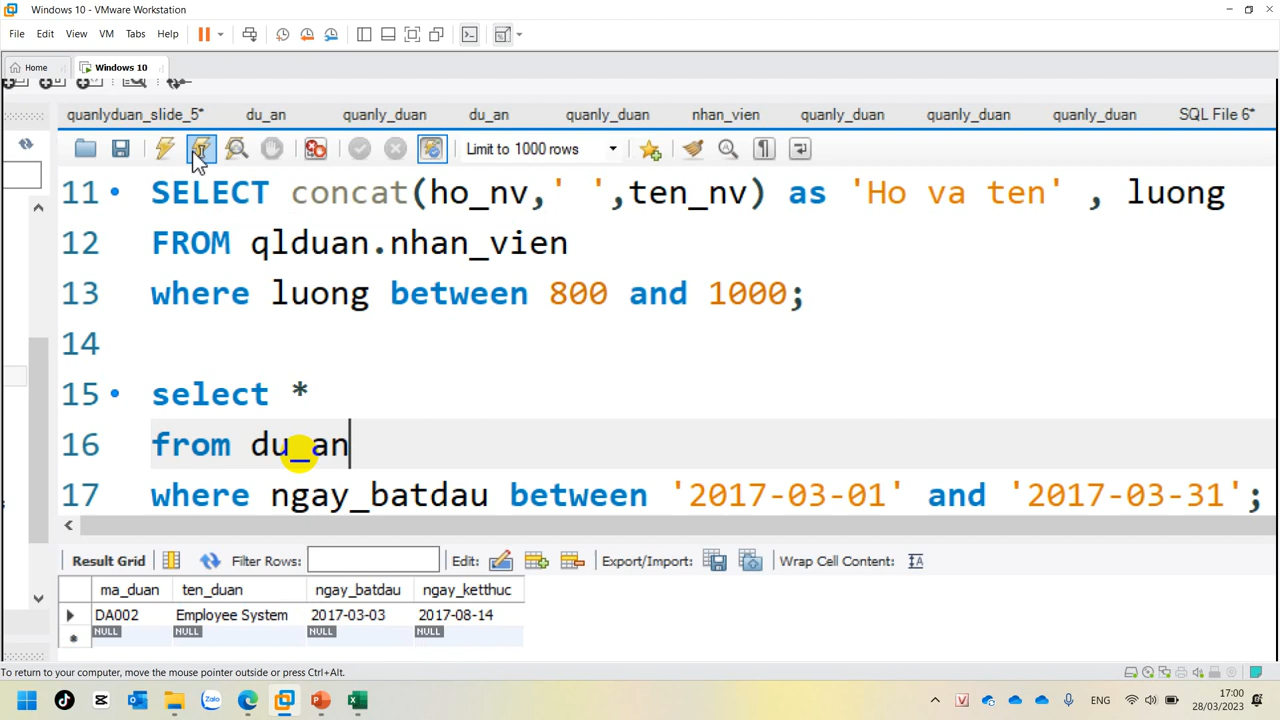 Windows 10 - VMware Workstation
File Edit View VM Tabs Help
Home Windows 10
quanlyduan_slide_5* du_an quanly_duan du_an quanly_duan nhan_vien quanly_duan quanly_duan quanly_duan SQL File 6*
Limit to 1000 rows
11 SELECT concat(ho_nv,' ',ten_nv) as 'Ho va ten' , luong
12 FROM qlduan.nhan_vien
13 where luong between 800 and 1000;
14
15 select *
16 from du_an
17 where ngay_batdau between '2017-03-01' and '2017-03-31';
Result Grid Filter Rows: Edit: Export/Import: Wrap Cell Content:
ma_duan ten_duan ngay_batdau ngay_ketthuc
DA002 Employee System 2017-03-03 2017-08-14
NULL NULL NULL NULL
To return to your computer, move the mouse pointer outside or press Ctrl+Alt.
Zalo ENG 17:00
28/03/2023